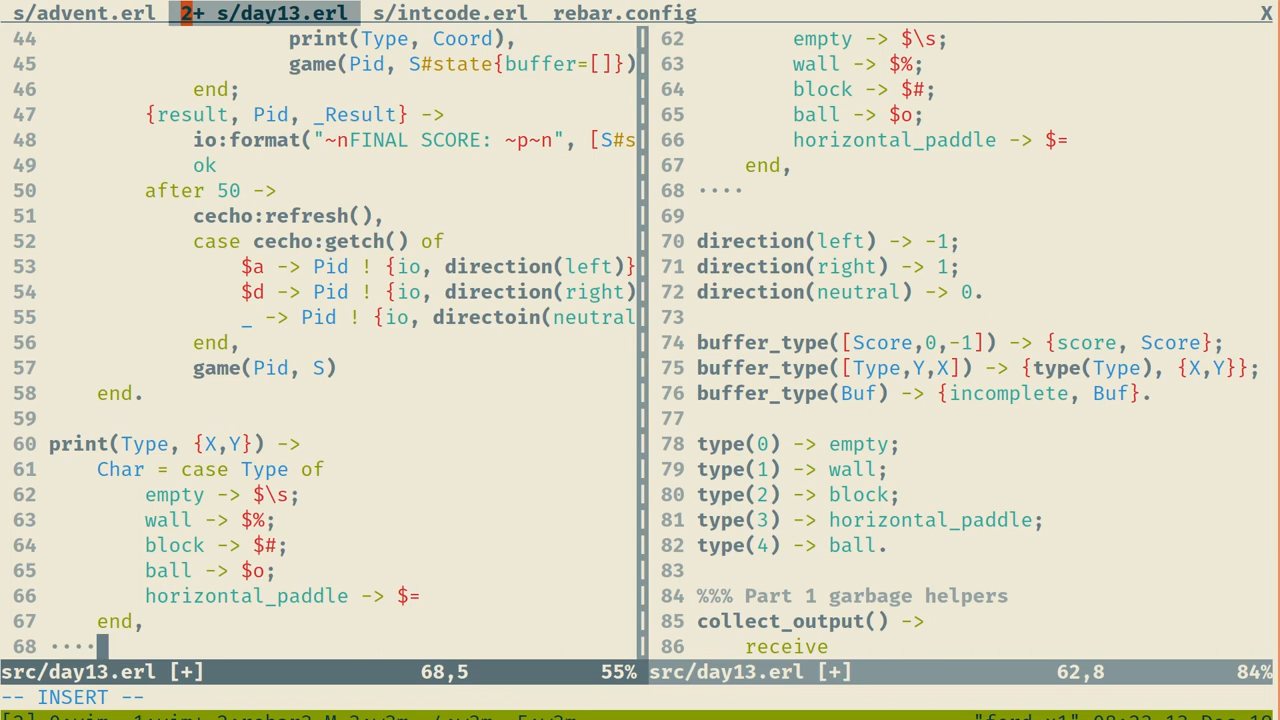 s/advent.erl 2+ s/day13.erl s/intcode.erl rebar.config X
44 print(Type, Coord),
45 game(Pid, S#state{buffer=[]})
46 end;
47 {result, Pid, _Result} ->
48 io:format("~nFINAL SCORE: ~p~n", [S#s
49 ok
50 after 50 ->
51 cecho:refresh(),
52 case cecho:getch() of
53 $a -> Pid ! {io, direction(left)}
54 $d -> Pid ! {io, direction(right)
55 _ -> Pid ! {io, directoin(neutral
56 end,
57 game(Pid, S)
58 end.
59
60 print(Type, {X,Y}) ->
61 Char = case Type of
62 empty -> $\s;
63 wall -> $%;
64 block -> $#;
65 ball -> $o;
66 horizontal_paddle -> $=
67 end,
68 ····
src/day13.erl [+] 68,5 55%
62 empty -> $\s;
63 wall -> $%;
64 block -> $#;
65 ball -> $o;
66 horizontal_paddle -> $=
67 end,
68 ····
69
70 direction(left) -> -1;
71 direction(right) -> 1;
72 direction(neutral) -> 0.
73
74 buffer_type([Score,0,-1]) -> {score, Score};
75 buffer_type([Type,Y,X]) -> {type(Type), {X,Y}};
76 buffer_type(Buf) -> {incomplete, Buf}.
77
78 type(0) -> empty;
79 type(1) -> wall;
80 type(2) -> block;
81 type(3) -> horizontal_paddle;
82 type(4) -> ball.
83
84 %%% Part 1 garbage helpers
85 collect_output() ->
86 receive
src/day13.erl [+] 62,8 84%
-- INSERT --